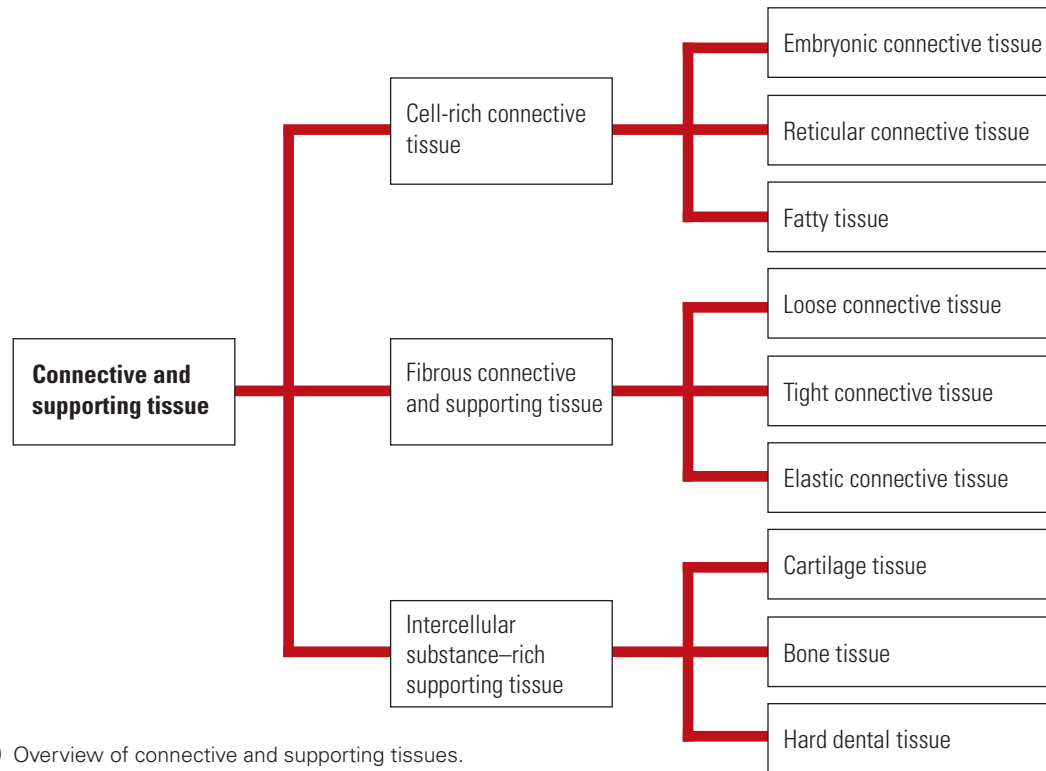 Connective and
supporting tissue
Cell-rich connective
tissue
Embryonic connective tissue
Reticular connective tissue
Fatty tissue
Fibrous connective
and supporting tissue
Loose connective tissue
Tight connective tissue
Elastic connective tissue
Intercellular
substance–rich
supporting tissue
Cartilage tissue
Bone tissue
Hard dental tissue
Overview of connective and supporting tissues.